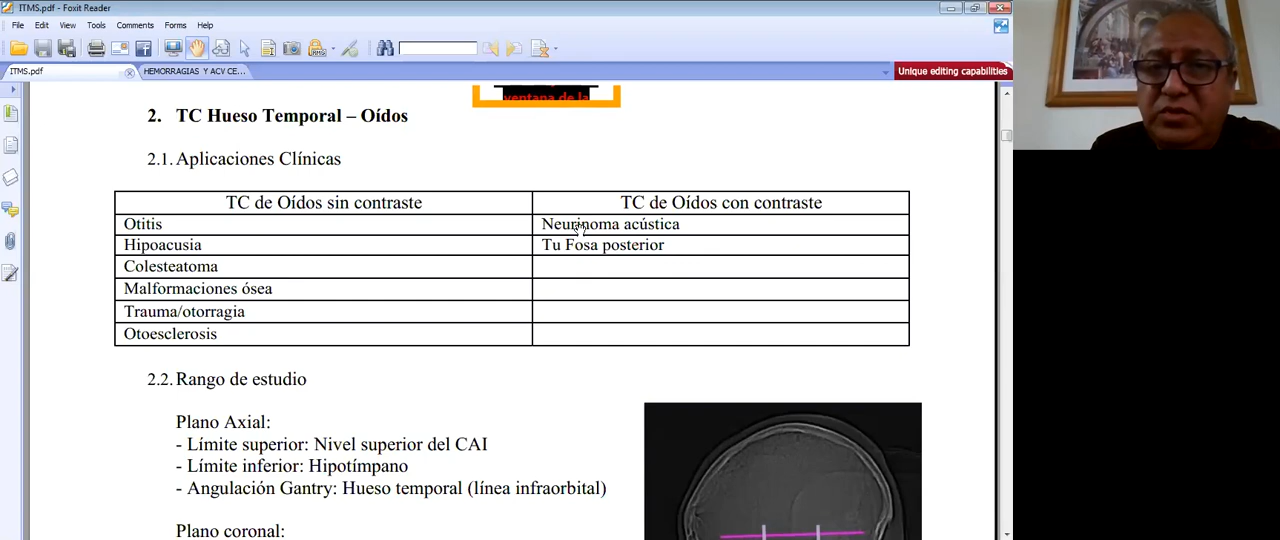 ITMS.pdf - Foxit Reader
File Edit View Tools Comments Forms Help
ITMS.pdf HEMORRAGIAS Y ACV CE... Unique editing capabilities
ventana de la
2. TC Hueso Temporal – Oídos
2.1. Aplicaciones Clínicas
TC de Oídos sin contraste TC de Oídos con contraste
Otitis Neurinoma acústica
Hipoacusia Tu Fosa posterior
Colesteatoma
Malformaciones ósea
Trauma/otorragia
Otoesclerosis
2.2. Rango de estudio
Plano Axial:
- Límite superior: Nivel superior del CAI
- Límite inferior: Hipotímpano
- Angulación Gantry: Hueso temporal (línea infraorbital)
Plano coronal: